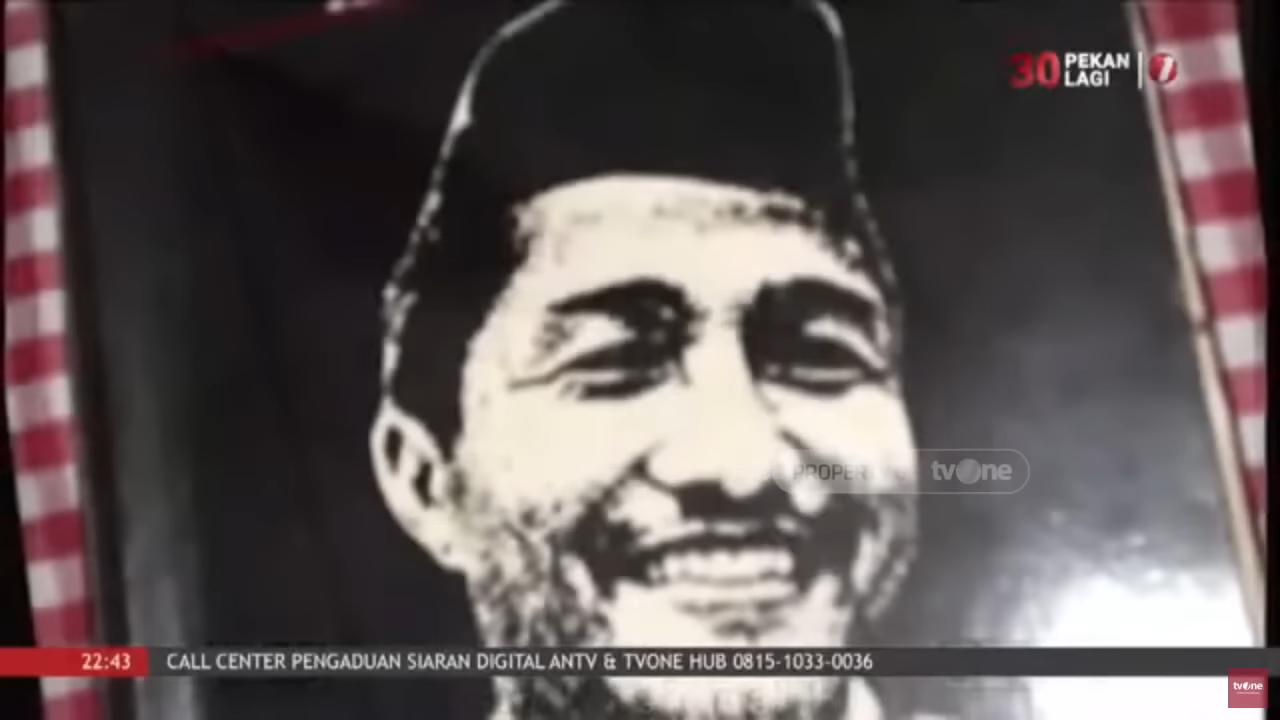 30 PEKAN LAGI
PROPER
tvOne
22:43 CALL CENTER PENGADUAN SIARAN DIGITAL ANTV & TVONE HUB 0815-1033-0036
tvOne